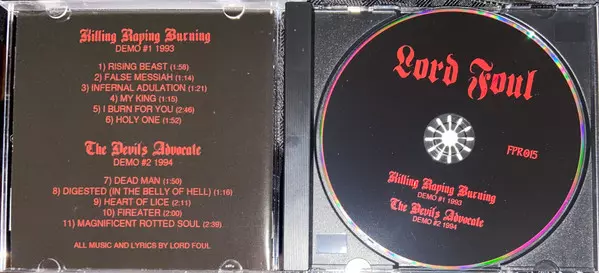 Killing Raping Burning
DEMO #1 1993
1) RISING BEAST (1:58)
2) FALSE MESSIAH (1:14)
3) INFERNAL ADULATION (1:21)
4) MY KING (1:15)
5) I BURN FOR YOU (2:46)
6) HOLY ONE (1:52)
The Devil's Advocate
DEMO #2 1994
7) DEAD MAN (1:50)
8) DIGESTED (IN THE BELLY OF HELL) (1:16)
9) HEART OF LICE (2:11)
10) FIREATER (2:00)
11) MAGNIFICENT ROTTED SOUL (2:39)
ALL MUSIC AND LYRICS BY LORD FOUL
Lord Foul
FPR015
Killing Raping Burning
DEMO #1 1993
The Devils Advocate
DEMO #2 1994